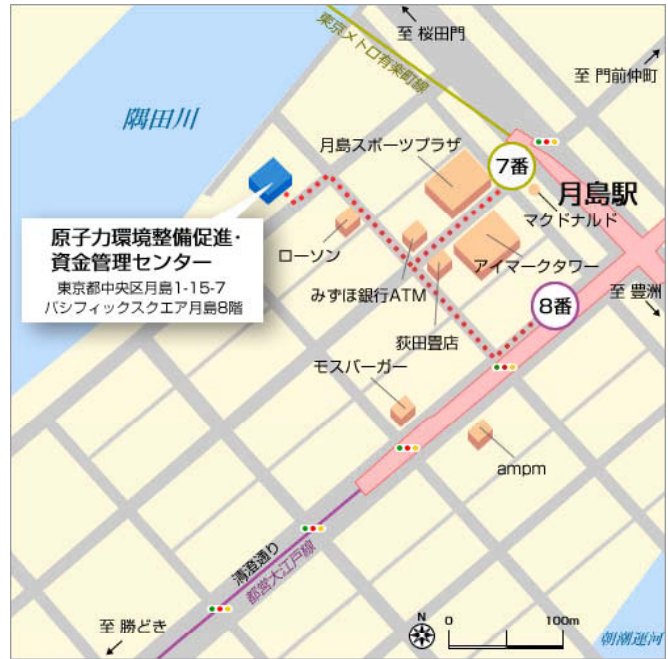 至 桜田門
東京メトロ有楽町線
至 門前仲町
隅田川
月島スポーツプラザ
7番
月島駅
マクドナルド
原子力環境整備促進・
資金管理センター
東京都中央区月島1-15-7
パシフィックスクエア月島8階
ローソン
アイマークタワー
みずほ銀行ATM
至 豊洲
8番
荻田畳店
モスバーガー
ampm
清澄通り
都営大江戸線
至 勝どき
N
0
100m
朝潮運河